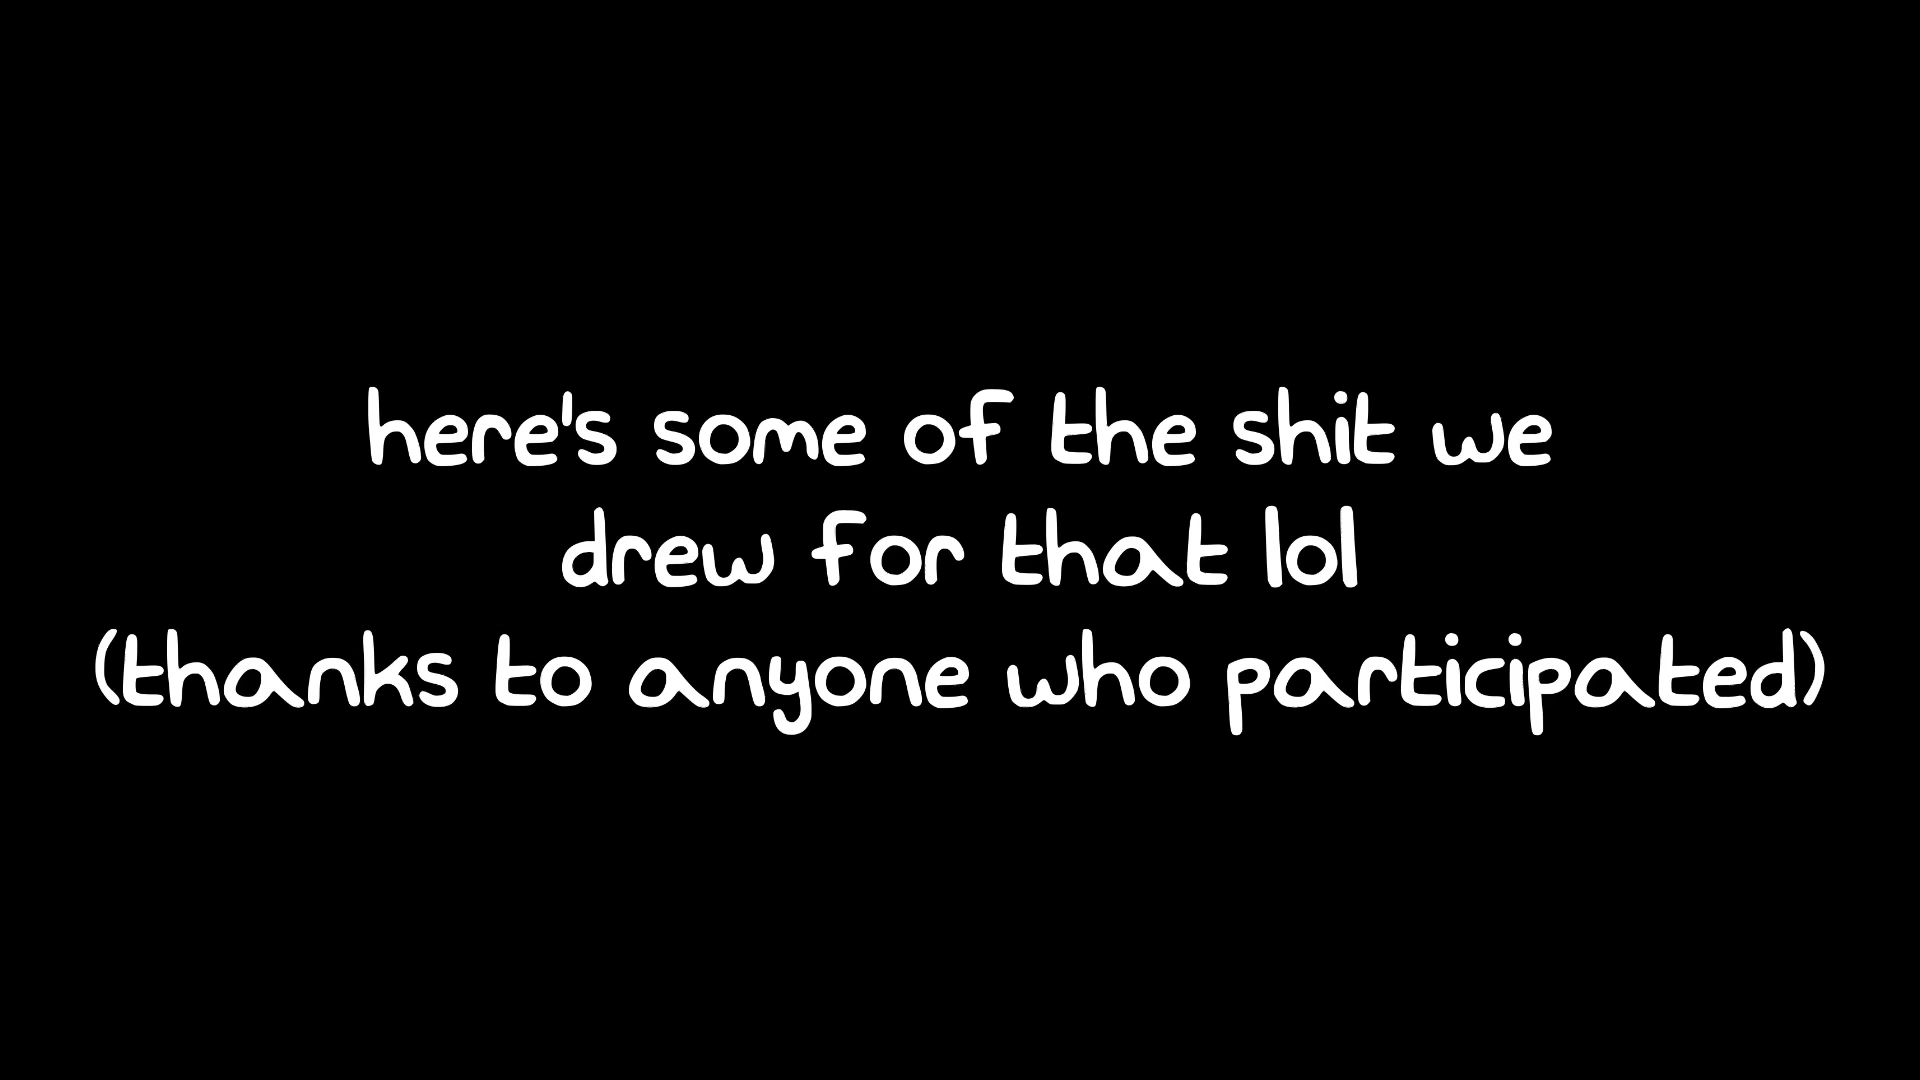 here's some of the shit we
drew for that lol
(thanks to anyone who participated)